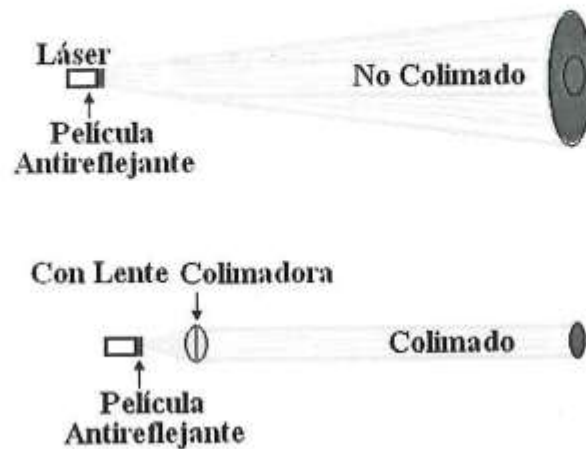 Láser
No Colimado
Película
Antireflejante
Con Lente Colimadora
Colimado
Película
Antireflejante